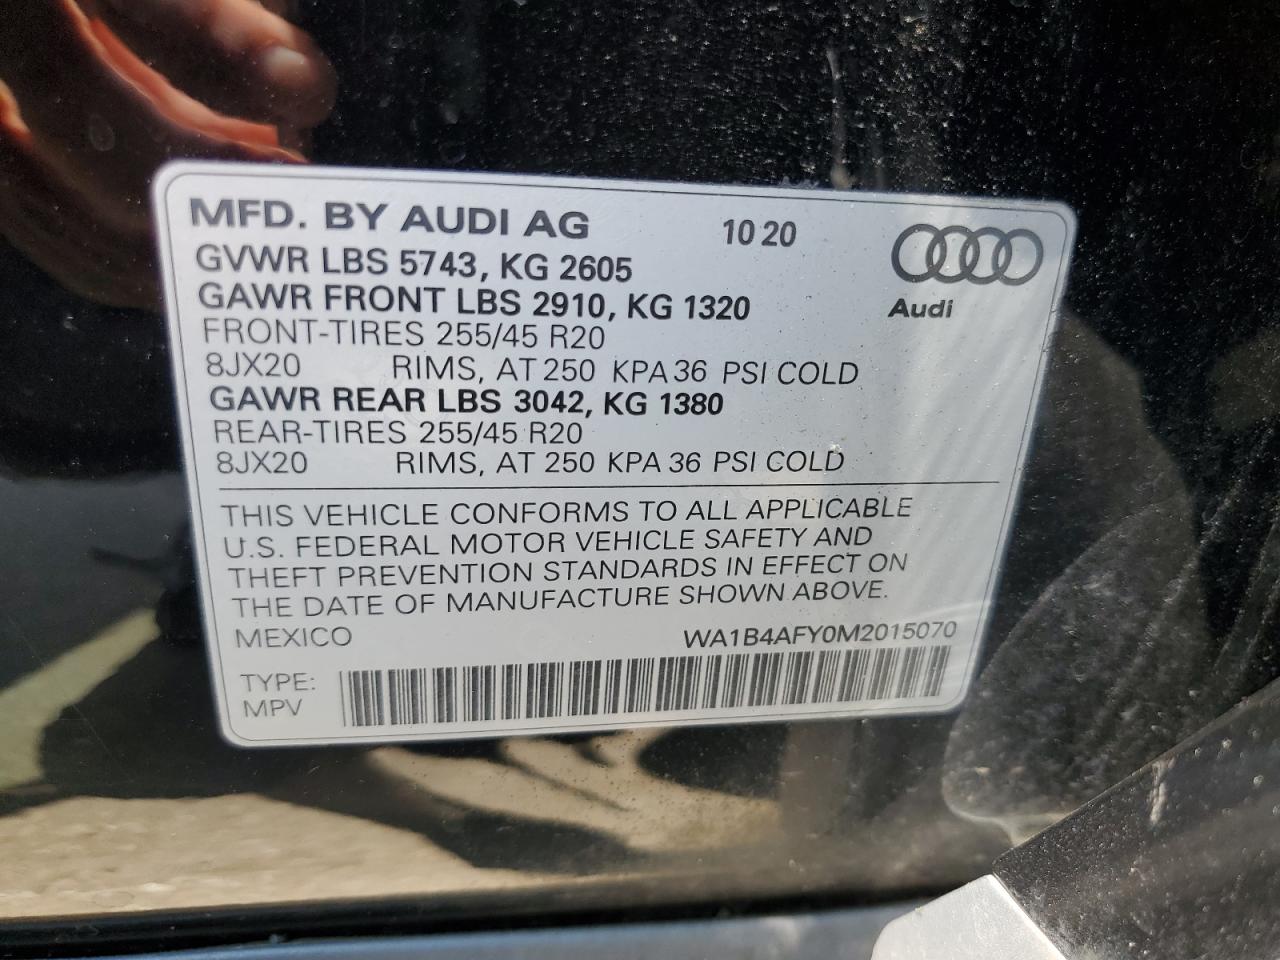 MFD. BY AUDI AG 10 20
GVWR LBS 5743, KG 2605
GAWR FRONT LBS 2910, KG 1320
Audi
FRONT-TIRES 255/45 R20
8JX20 RIMS, AT 250 KPA 36 PSI COLD
GAWR REAR LBS 3042, KG 1380
REAR-TIRES 255/45 R20
8JX20 RIMS, AT 250 KPA 36 PSI COLD
THIS VEHICLE CONFORMS TO ALL APPLICABLE
U.S. FEDERAL MOTOR VEHICLE SAFETY AND
THEFT PREVENTION STANDARDS IN EFFECT ON
THE DATE OF MANUFACTURE SHOWN ABOVE.
MEXICO WA1B4AFY0M2015070
TYPE:
MPV